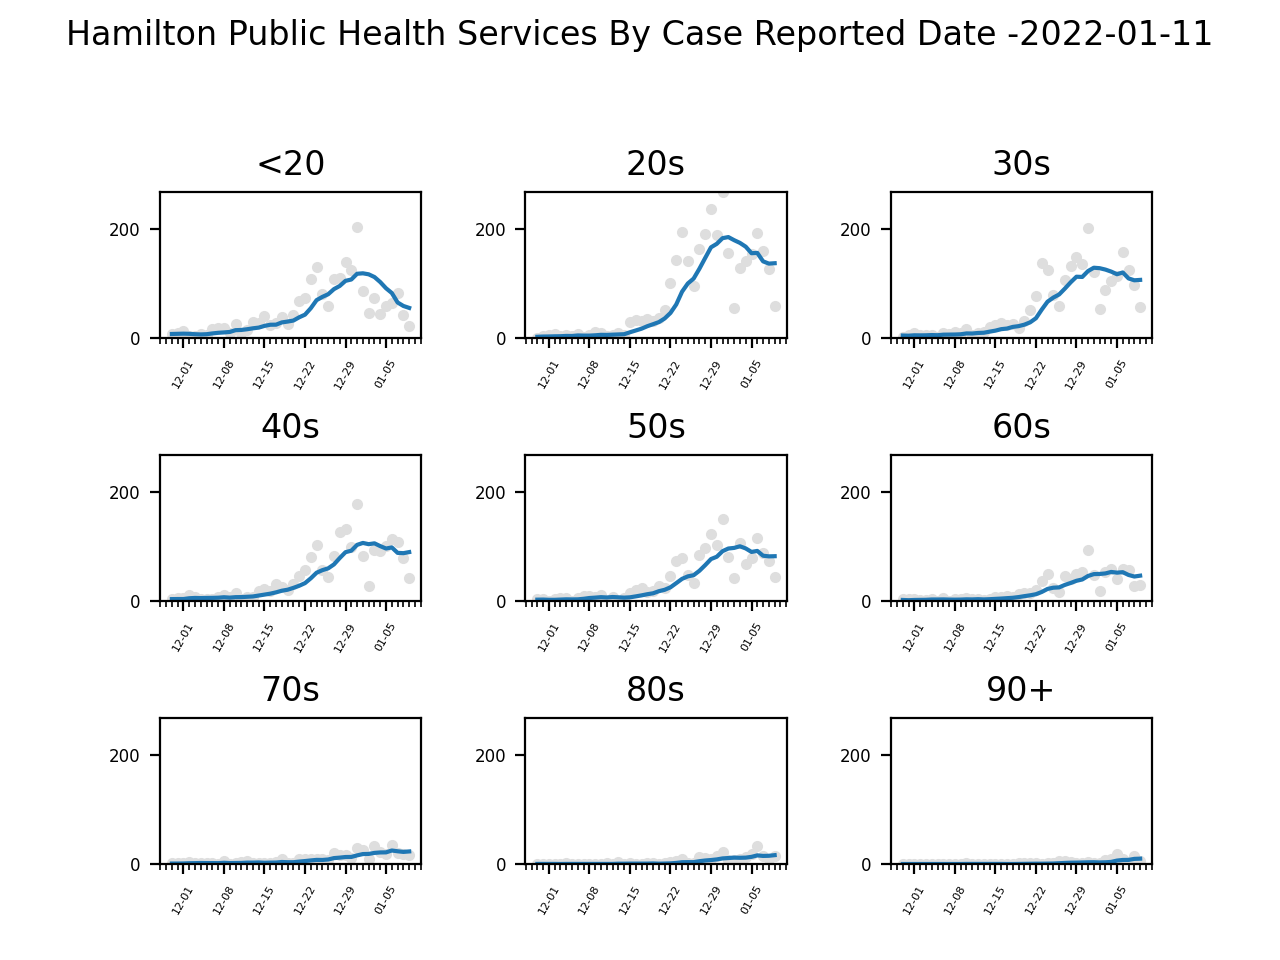 Hamilton Public Health Services By Case Reported Date -2022-01-11
<20 20s 30s
200 200 200
0 0 0
12-01 12-08 12-15 12-22 12-29 01-05 12-01 12-08 12-15 12-22 12-29 01-05 12-01 12-08 12-15 12-22 12-29 01-05
40s 50s 60s
200 200 200
0 0 0
12-01 12-08 12-15 12-22 12-29 01-05 12-01 12-08 12-15 12-22 12-29 01-05 12-01 12-08 12-15 12-22 12-29 01-05
70s 80s 90+
200 200 200
0 0 0
12-01 12-08 12-15 12-22 12-29 01-05 12-01 12-08 12-15 12-22 12-29 01-05 12-01 12-08 12-15 12-22 12-29 01-05